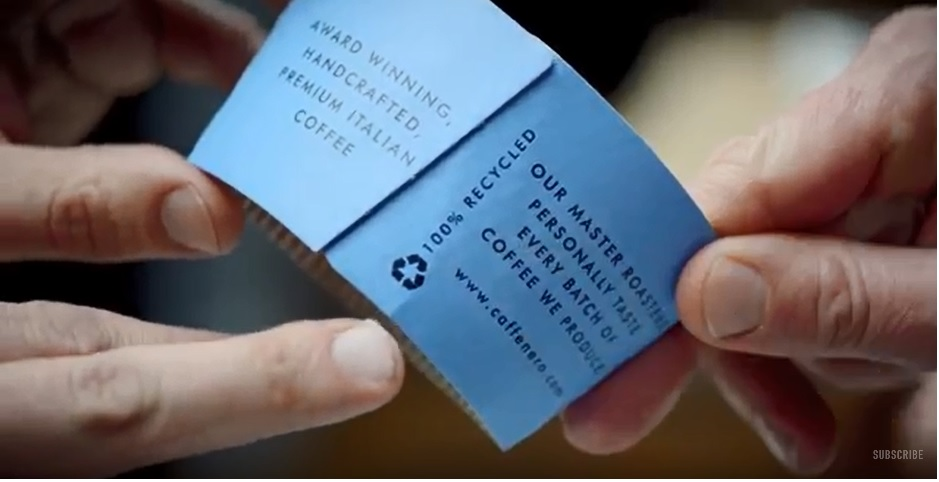 AWARD WINNING,
HANDCRAFTED,
PREMIUM ITALIAN
COFFEE
100% RECYCLED
OUR MASTER ROASTERS
PERSONALLY TASTE
EVERY BATCH OF
COFFEE WE PRODUCE
www.caffenero.com
SUBSCRIBE